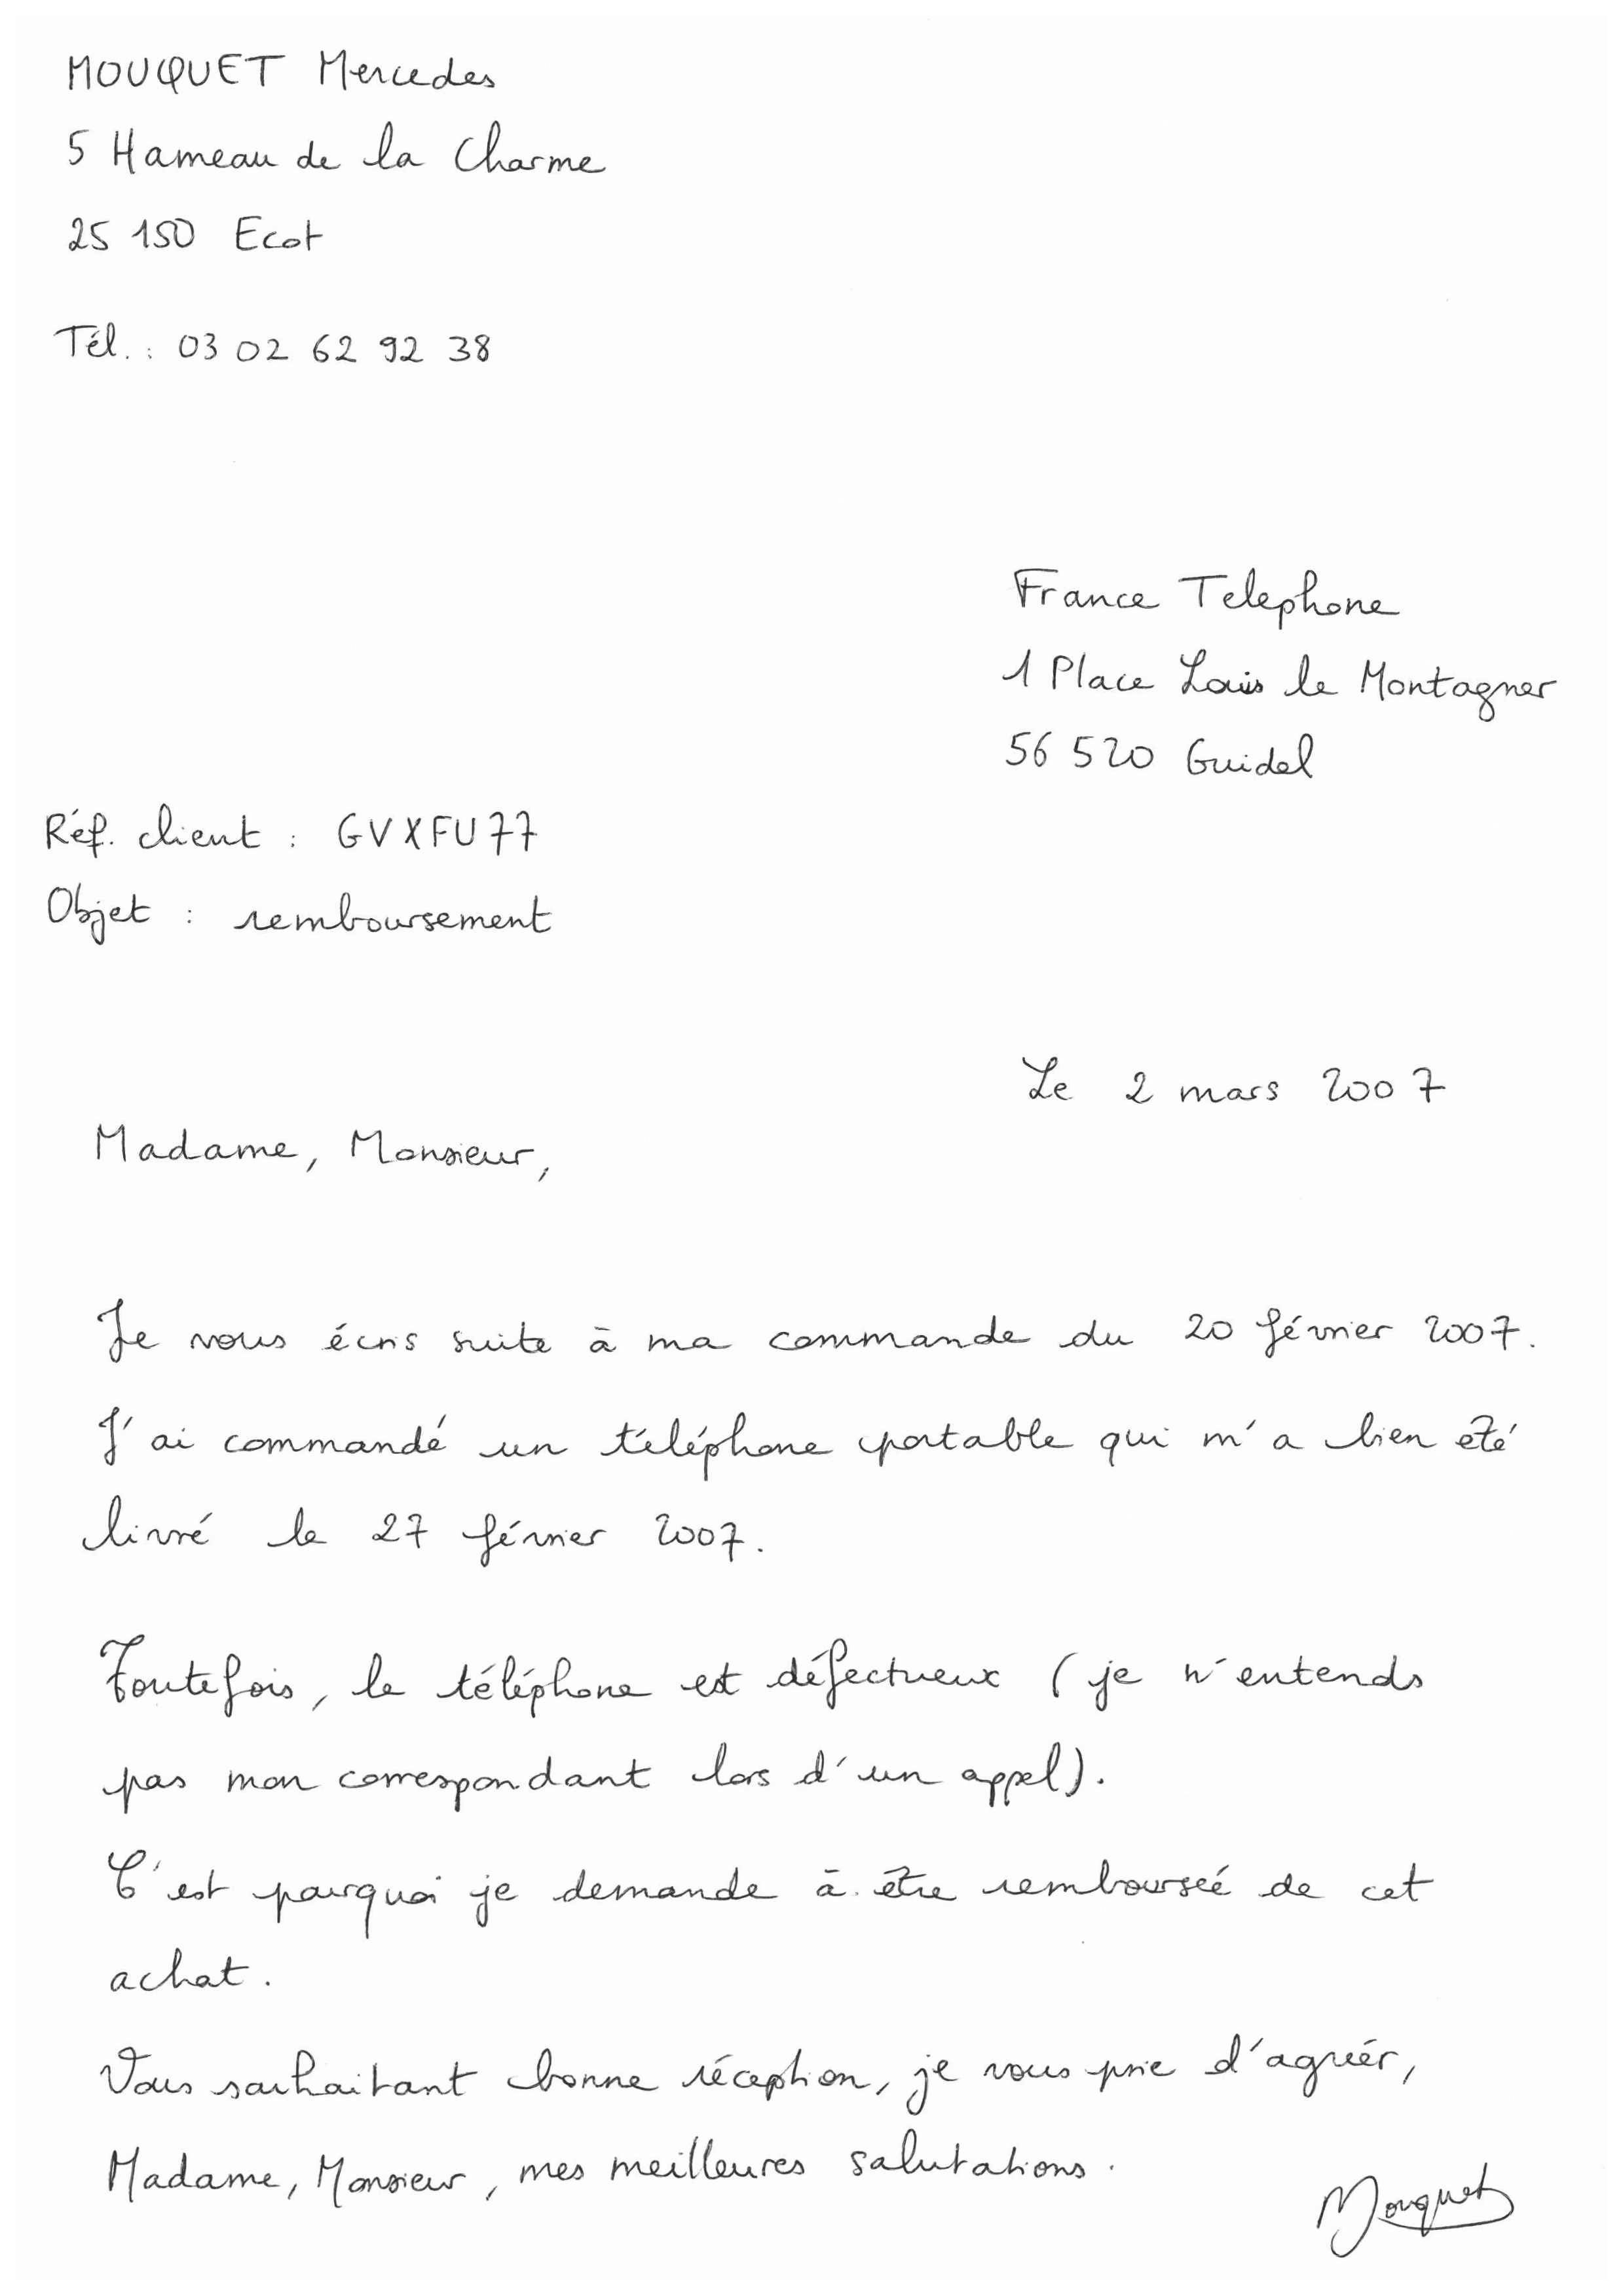 MOUQUET Mercedes
5 Hameau de la Charme
25 150 Ecot
Tél. : 03 02 62 92 38
France Telephone
1 Place Louis le Montagner
56 520 Guidel
Réf. client : GVXFU77
Objet : remboursement
Le 2 mars 2007
Madame, Monsieur,
Je vous écris suite à ma commande du 20 février 2007.
J'ai commandé un téléphone portable qui m'a bien été
livré le 27 février 2007.
Toutefois, le téléphone est défectueux (je n'entends
pas mon correspondant lors d'un appel).
C'est pourquoi je demande à être remboursée de cet
achat.
Vous souhaitant bonne réception, je vous prie d'agréér,
Madame, Monsieur, mes meilleures salutations.
Mouquet